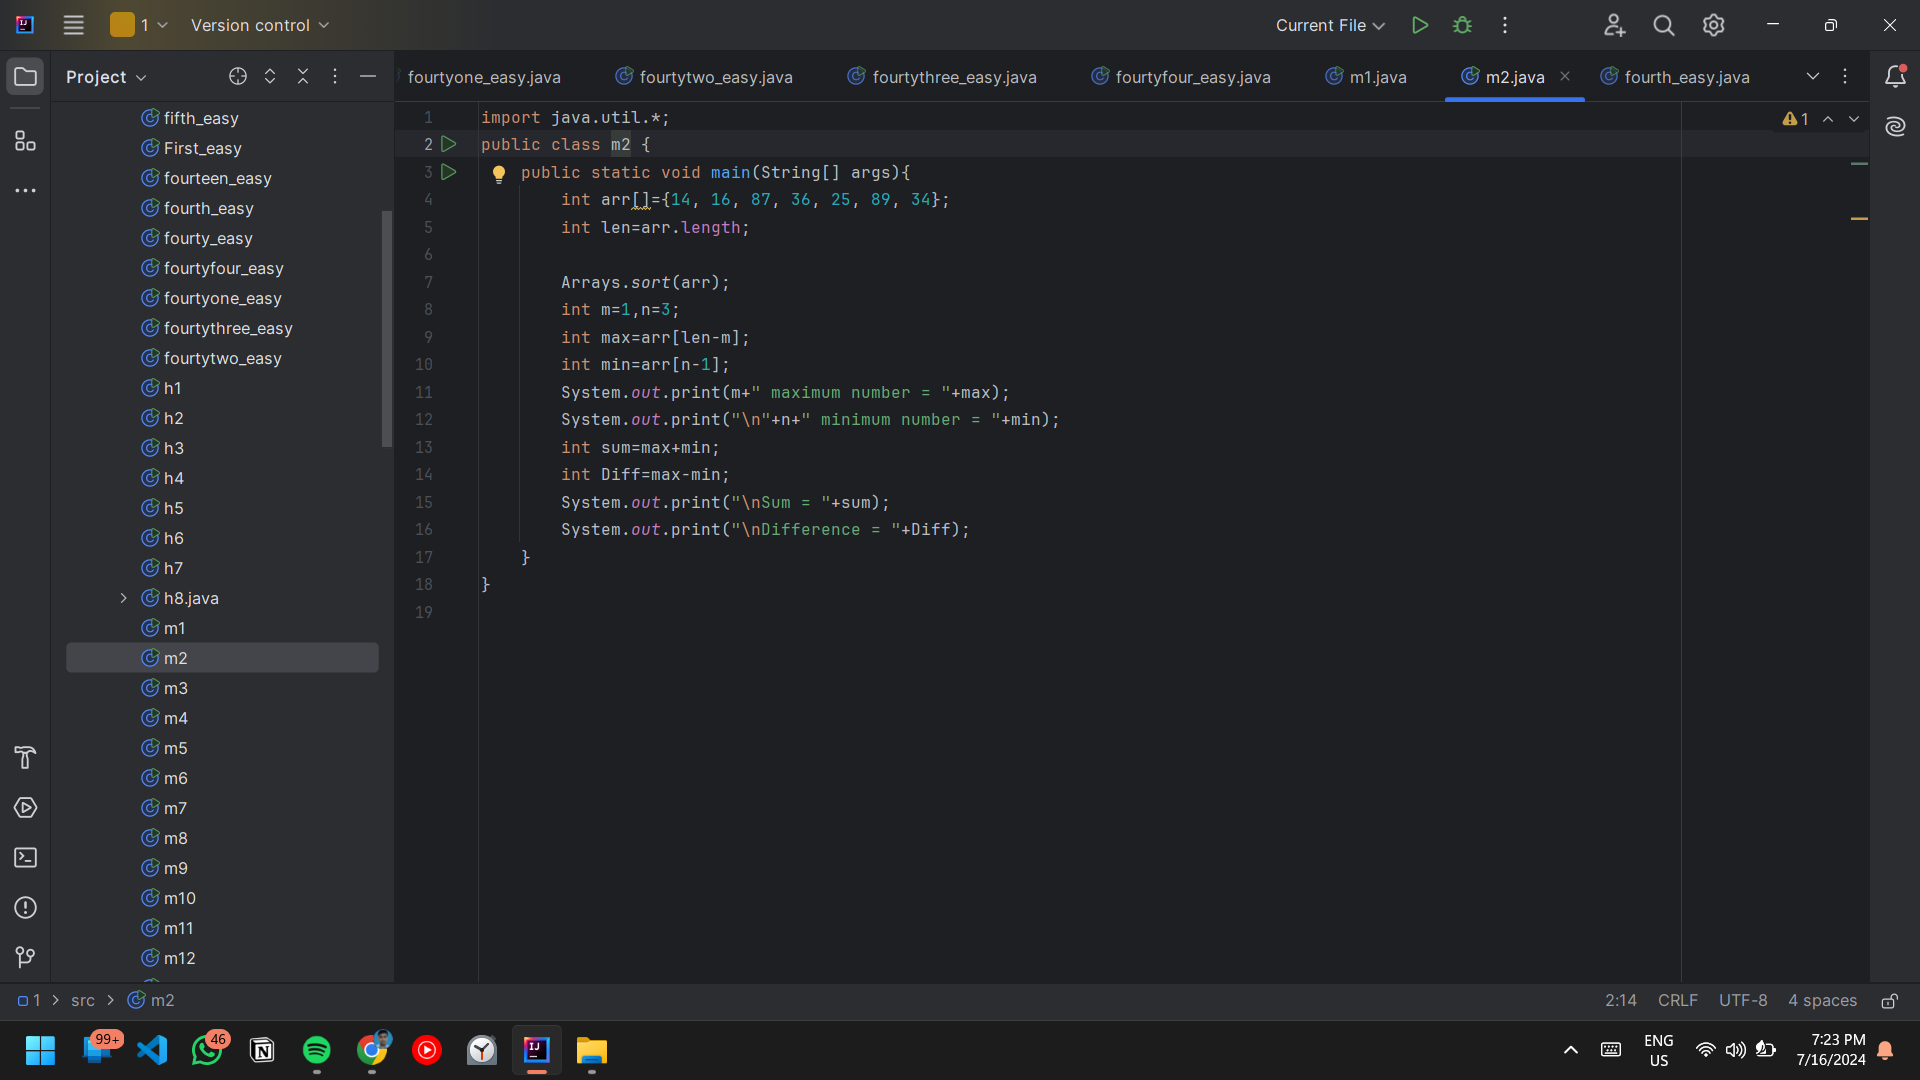 1
Version control
Current File
Project
fourtyone_easy.java
fourtytwo_easy.java
fourtythree_easy.java
fourtyfour_easy.java
m1.java
m2.java
fourth_easy.java
fifth_easy
First_easy
fourteen_easy
fourth_easy
fourty_easy
fourtyfour_easy
fourtyone_easy
fourtythree_easy
fourtytwo_easy
h1
h2
h3
h4
h5
h6
h7
h8.java
m1
m2
m3
m4
m5
m6
m7
m8
m9
m10
m11
m12
1 import java.util.*;
2 public class m2 {
3 public static void main(String[] args){
4 int arr[]={14, 16, 87, 36, 25, 89, 34};
5 int len=arr.length;
6
7 Arrays.sort(arr);
8 int m=1,n=3;
9 int max=arr[len-m];
10 int min=arr[n-1];
11 System.out.print(m+" maximum number = "+max);
12 System.out.print("\n"+n+" minimum number = "+min);
13 int sum=max+min;
14 int Diff=max-min;
15 System.out.print("\nSum = "+sum);
16 System.out.print("\nDifference = "+Diff);
17 }
18 }
19
1
1 > src > m2
2:14 CRLF UTF-8 4 spaces
99+
46
ENG
US
7:23 PM
7/16/2024